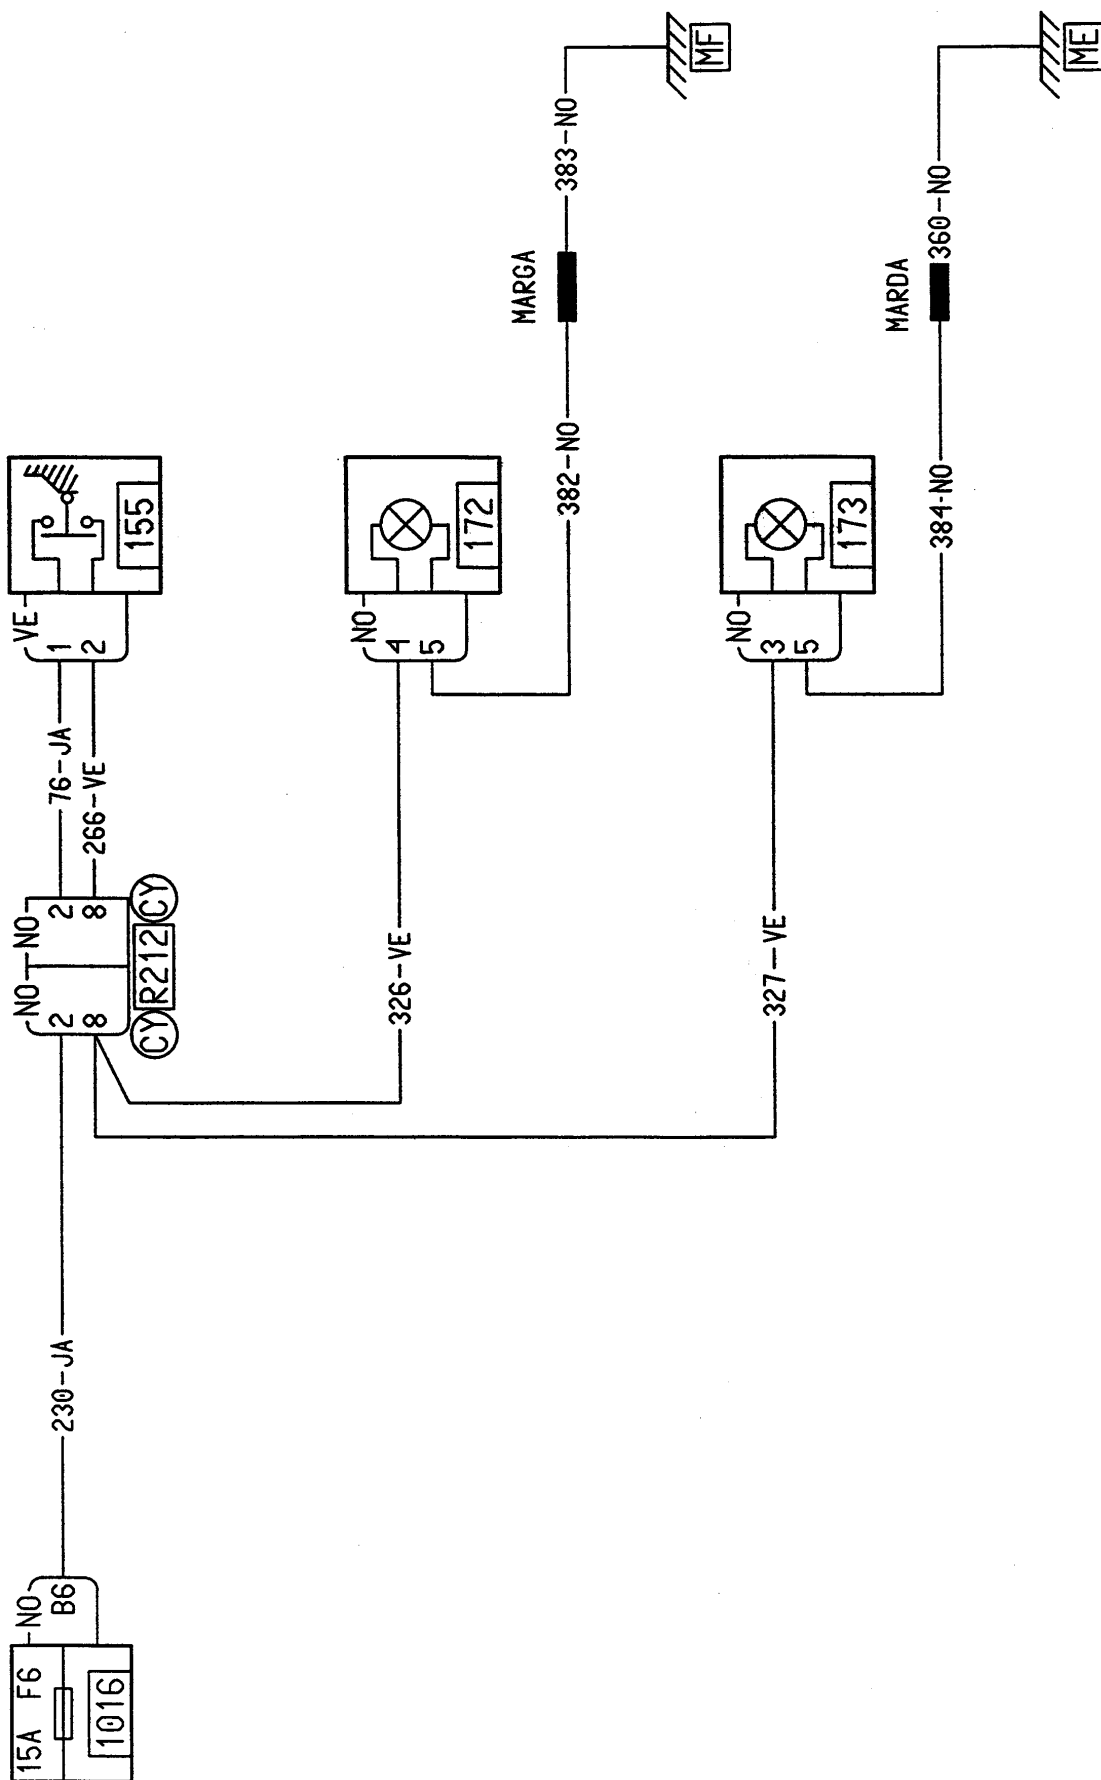 15A F6
NO
B6
1016
230-JA
NO
NO
2
2
8
8
CY
R212
CY
76-JA
266-VE
VE
1
2
155
326-VE
NO
4
5
172
382-NO
MARGA
383-NO
MF
327-VE
NO
3
5
173
384-NO
MARDA
360-NO
ME